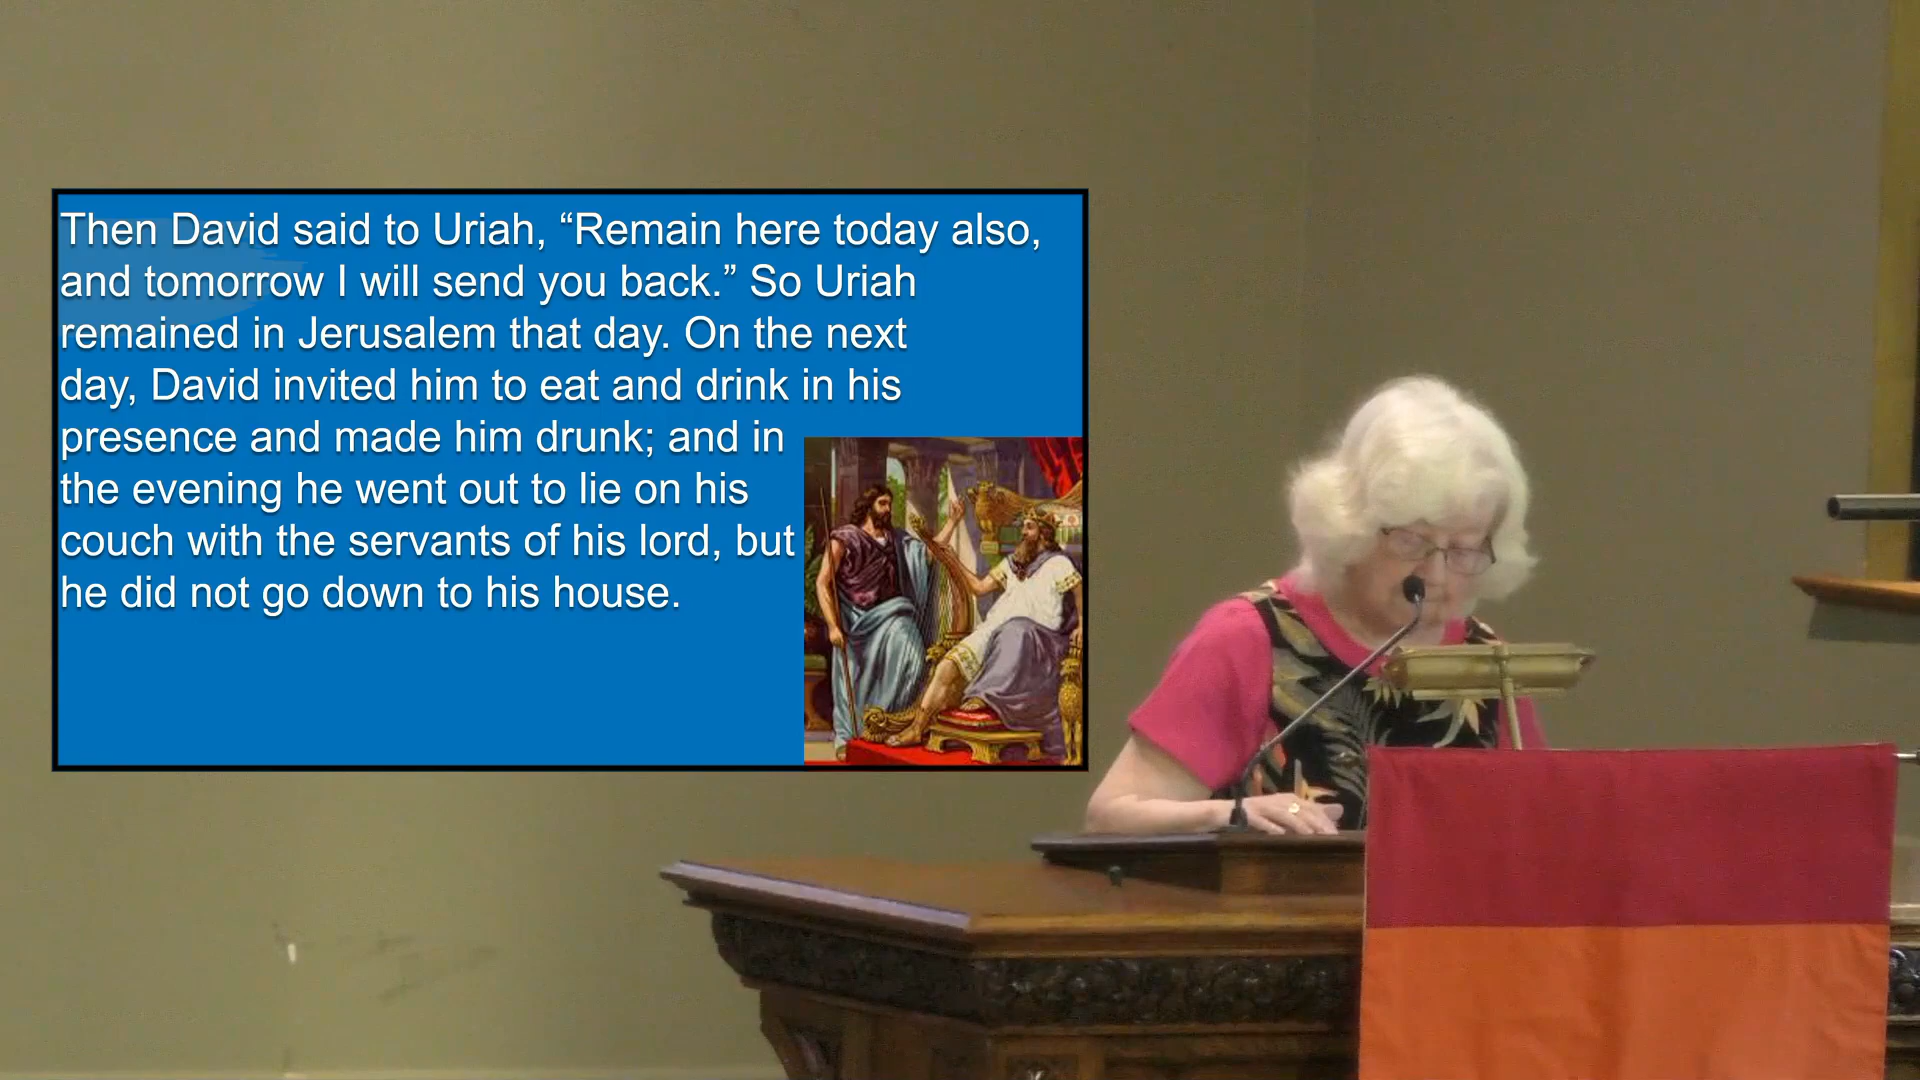 Then David said to Uriah, “Remain here today also,
and tomorrow I will send you back.” So Uriah
remained in Jerusalem that day. On the next
day, David invited him to eat and drink in his
presence and made him drunk; and in
the evening he went out to lie on his
couch with the servants of his lord, but
he did not go down to his house.